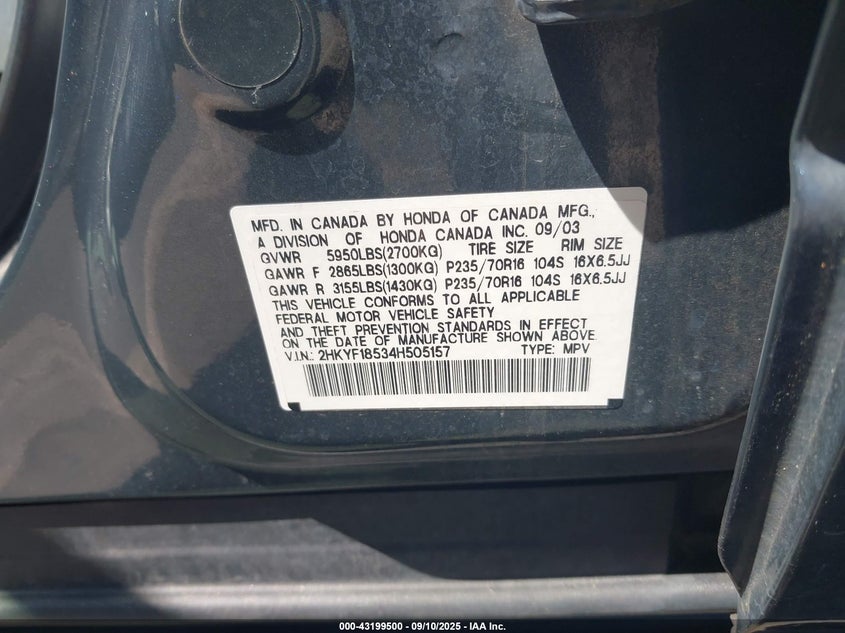 MFD. IN CANADA BY HONDA OF CANADA MFG.,
A DIVISION OF HONDA CANADA INC. 09/03
GVWR 5950LBS(2700KG) TIRE SIZE RIM SIZE
GAWR F 2865LBS(1300KG) P235/70R16 104S 16X6.5JJ
GAWR R 3155LBS(1430KG) P235/70R16 104S 16X6.5JJ
THIS VEHICLE CONFORMS TO ALL APPLICABLE
FEDERAL MOTOR VEHICLE SAFETY
AND THEFT PREVENTION STANDARDS IN EFFECT
ON THE DATE OF MANUFACTURE SHOWN ABOVE.
V.I.N.: 2HKYF18534H505157 TYPE: MPV
000-43199500 - 09/10/2025 - IAA Inc.